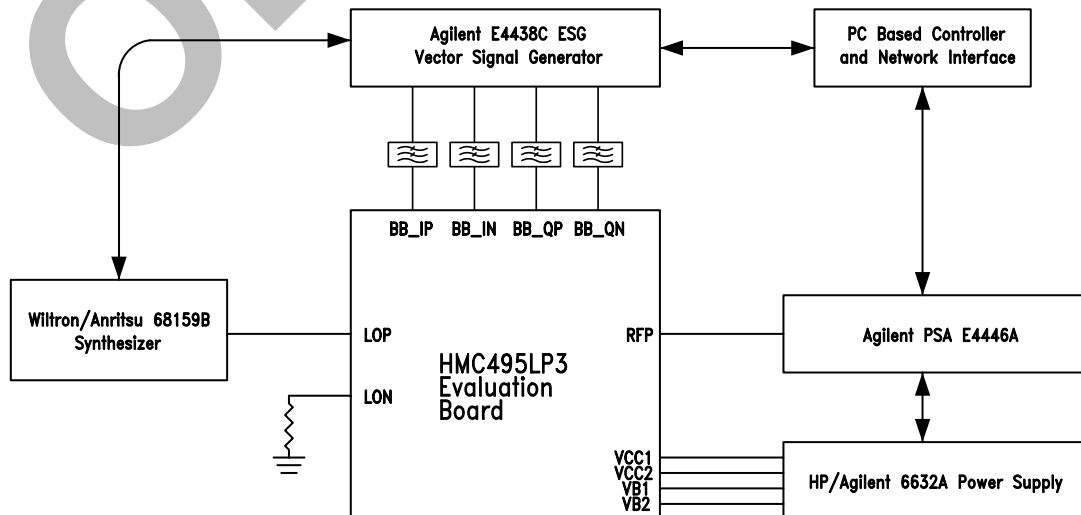 Agilent E4438C ESG
Vector Signal Generator
PC Based Controller
and Network Interface
BB_IP BB_IN BB_QP BB_QN
Wiltron/Anritsu 68159B
Synthesizer
LOP
LON
HMC495LP3
Evaluation
Board
RFP
Agilent PSA E4446A
VCC1
VCC2
VB1
VB2
HP/Agilent 6632A Power Supply